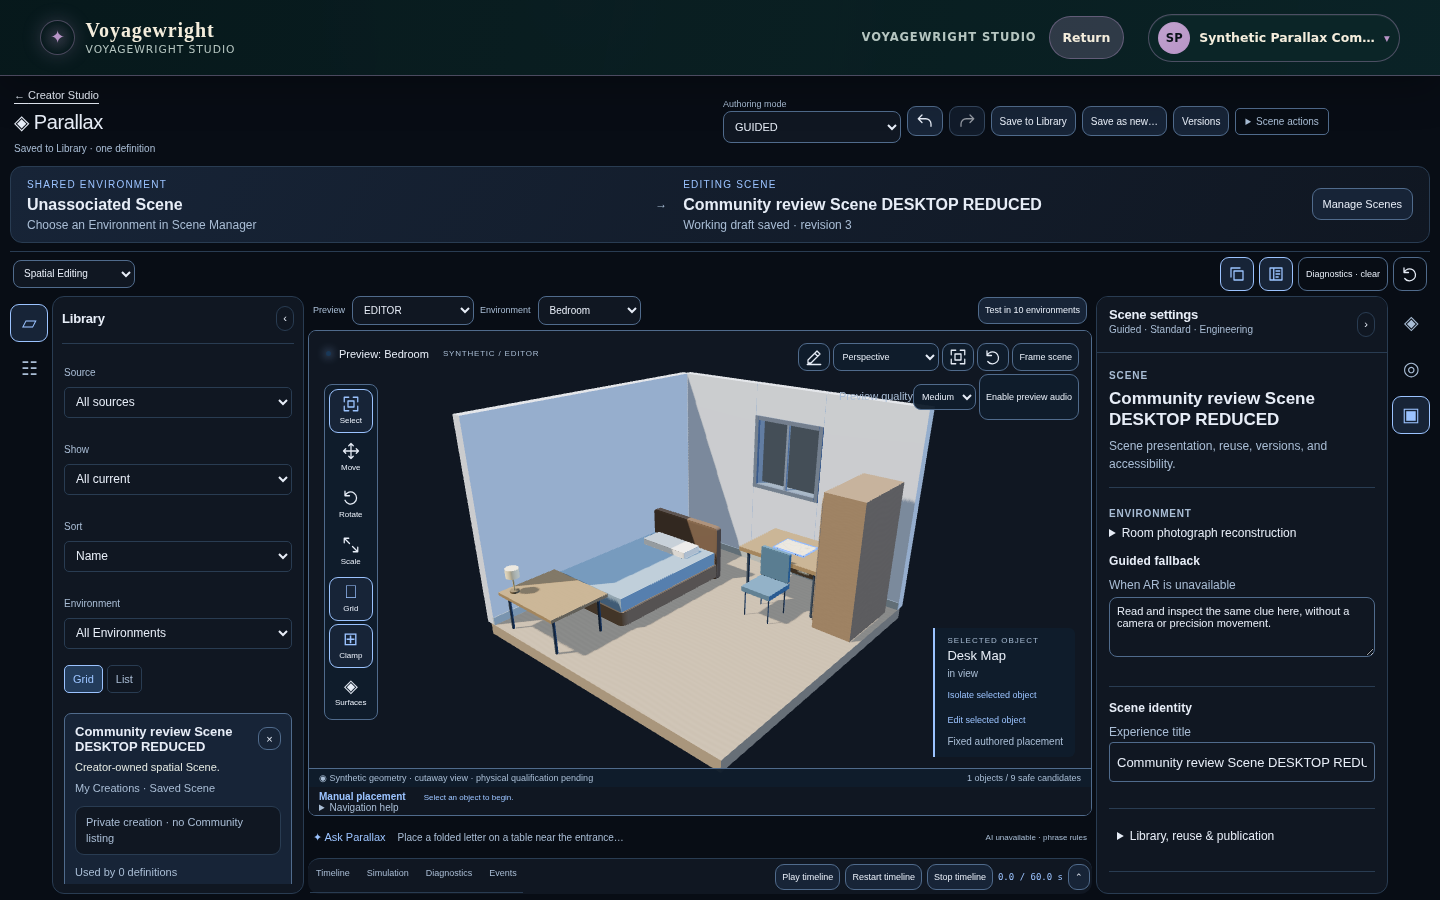 Voyagewright
VOYAGEWRIGHT STUDIO
VOYAGEWRIGHT STUDIO
Return
SP
Synthetic Parallax Com…
← Creator Studio
Parallax
Saved to Library · one definition
Authoring mode
GUIDED
Save to Library
Save as new…
Versions
Scene actions
SHARED ENVIRONMENT
Unassociated Scene
Choose an Environment in Scene Manager
→
EDITING SCENE
Community review Scene DESKTOP REDUCED
Working draft saved · revision 3
Manage Scenes
Spatial Editing
Diagnostics · clear
Library
Source
All sources
Show
All current
Sort
Name
Environment
All Environments
Grid
List
Community review Scene
DESKTOP REDUCED
×
Creator-owned spatial Scene.
My Creations · Saved Scene
Private creation · no Community
listing
Used by 0 definitions
Preview
EDITOR
Environment
Bedroom
Test in 10 environments
Preview: Bedroom
SYNTHETIC / EDITOR
Perspective
Frame scene
Preview quality
Medium
Enable preview audio
Select
Move
Rotate
Scale
Grid
Clamp
Surfaces
SELECTED OBJECT
Desk Map
in view
Isolate selected object
Edit selected object
Fixed authored placement
Synthetic geometry · cutaway view · physical qualification pending
1 objects / 9 safe candidates
Manual placement
Select an object to begin.
Navigation help
Ask Parallax
Place a folded letter on a table near the entrance…
AI unavailable · phrase rules
Timeline
Simulation
Diagnostics
Events
Play timeline
Restart timeline
Stop timeline
0.0 / 60.0 s
Scene settings
Guided · Standard · Engineering
SCENE
Community review Scene
DESKTOP REDUCED
Scene presentation, reuse, versions, and
accessibility.
ENVIRONMENT
Room photograph reconstruction
Guided fallback
When AR is unavailable
Read and inspect the same clue here, without a
camera or precision movement.
Scene identity
Experience title
Community review Scene DESKTOP REDU
Library, reuse & publication